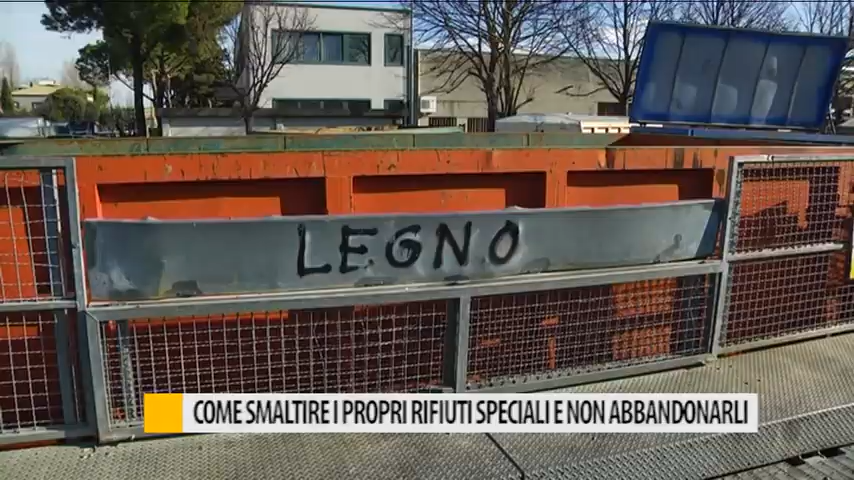 LEGNO
COME SMALTIRE I PROPRI RIFIUTI SPECIALI E NON ABBANDONARLI